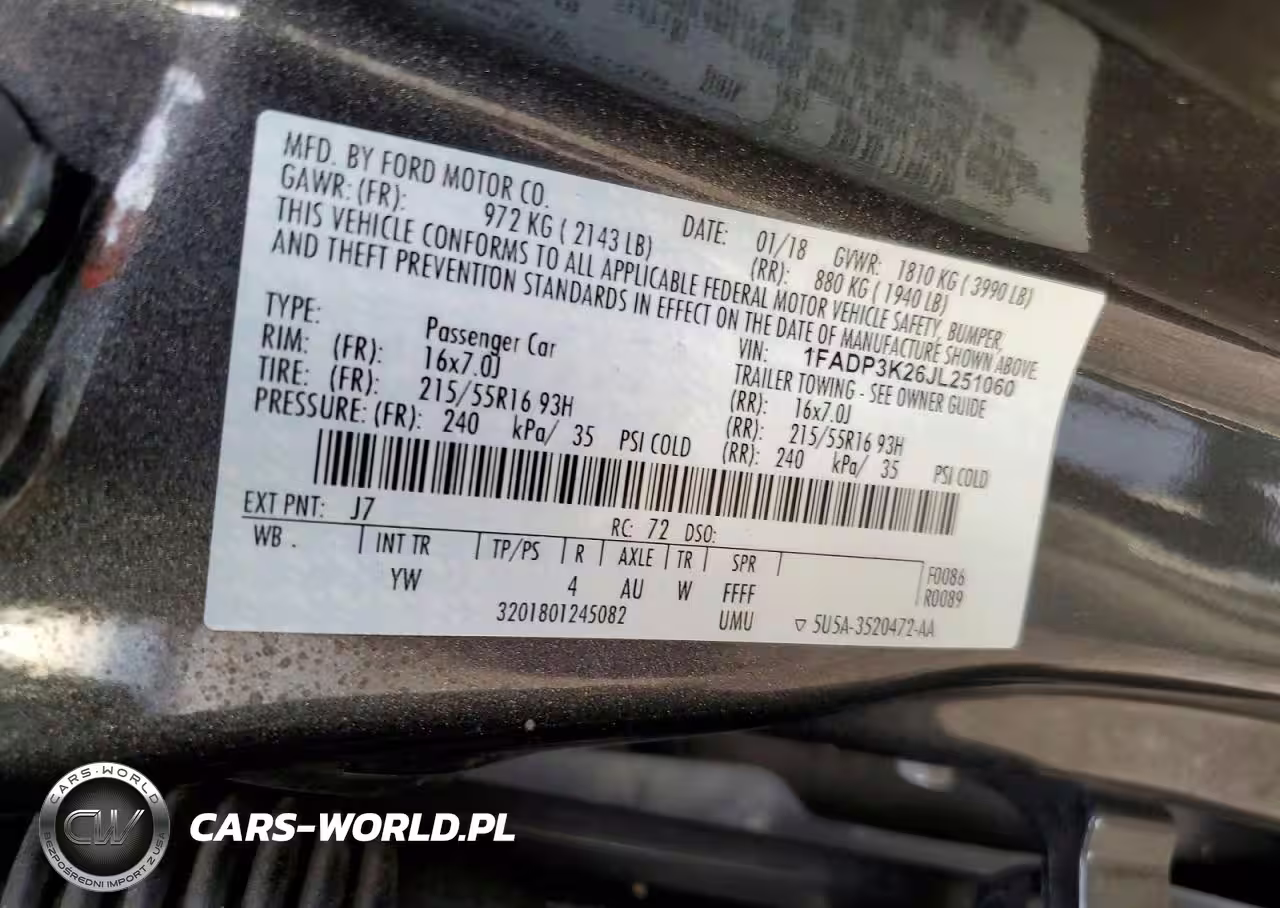 MFD. BY FORD MOTOR CO. DATE: 01/18 GVWR: 1810 KG ( 3990 LB)
GAWR: (FR): 972 KG ( 2143 LB) (RR): 880 KG ( 1940 LB)
THIS VEHICLE CONFORMS TO ALL APPLICABLE FEDERAL MOTOR VEHICLE SAFETY, BUMPER,
AND THEFT PREVENTION STANDARDS IN EFFECT ON THE DATE OF MANUFACTURE SHOWN ABOVE.
VIN: 1FADP3K26JL251060
TYPE: Passenger Car TRAILER TOWING - SEE OWNER GUIDE
RIM: (FR): 16x7.0J (RR): 16x7.0J
TIRE: (FR): 215/55R16 93H (RR): 215/55R16 93H
PRESSURE: (FR): 240 kPa/ 35 PSI COLD (RR): 240 kPa/ 35 PSI COLD
EXT PNT: J7 RC: 72 DSO:
WB . INT TR TP/PS R AXLE TR SPR F0086
YW 4 AU W FFFF R0089
3201801245082 UMU ▽ 5U5A-3520472-AA
CARS-WORLD
CW
BEZPOŚREDNI IMPORT Z USA
CARS-WORLD.PL